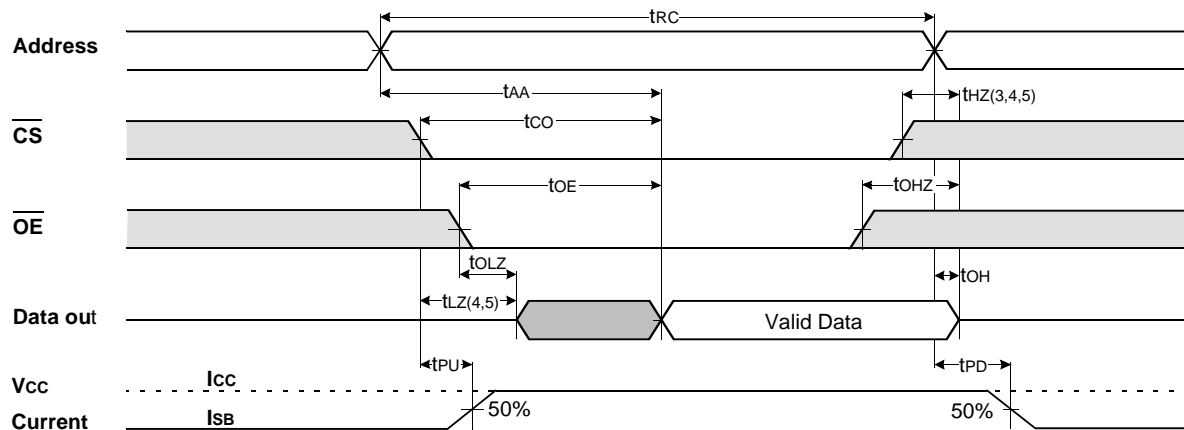 tRC
Address
tAA
tHZ(3,4,5)
CS
tCO
tOE
tOHZ
OE
tOLZ
tOH
tLZ(4,5)
Data out
Valid Data
tPU
tPD
VCC
ICC
50%
50%
Current
ISB